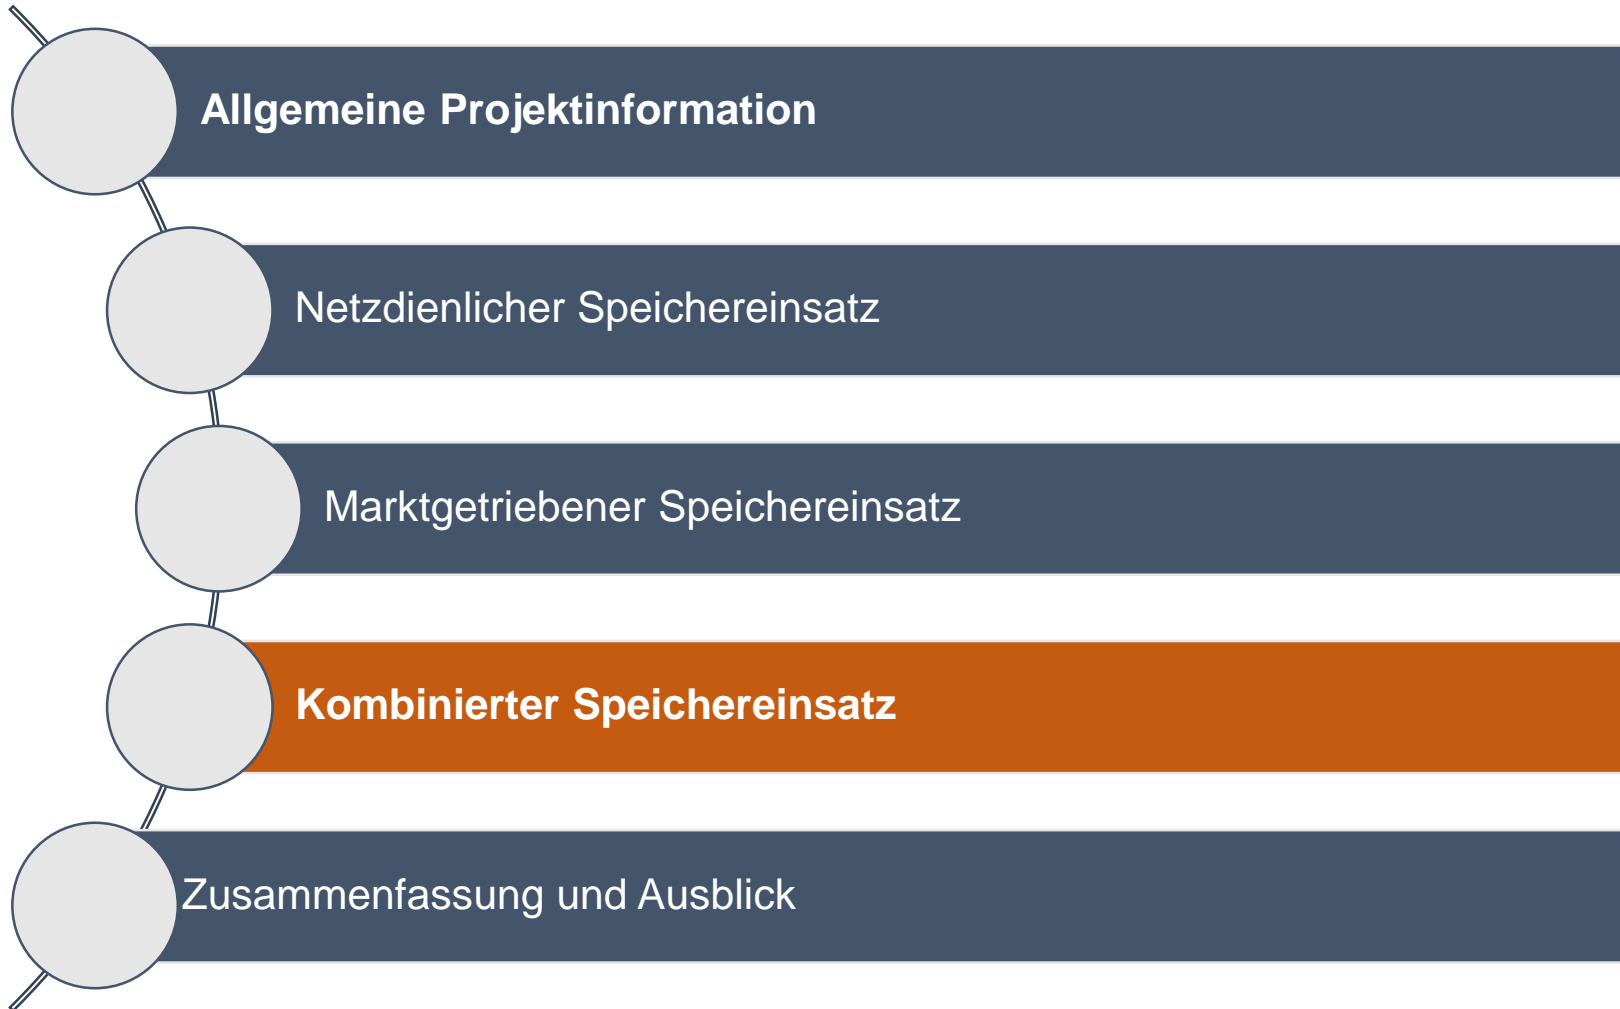 Allgemeine Projektinformation
Netzdienlicher Speichereinsatz
Marktgetriebener Speichereinsatz
Kombinierter Speichereinsatz
Zusammenfassung und Ausblick